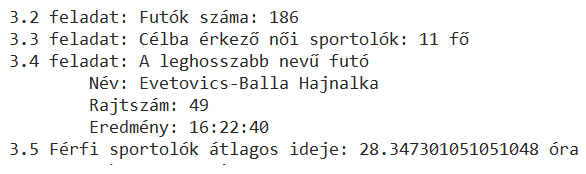 3.2 feladat: Futók száma: 186
3.3 feladat: Célba érkező női sportolók: 11 fő
3.4 feladat: A leghosszabb nevű futó
Név: Evetovics-Balla Hajnalka
Rajtszám: 49
Eredmény: 16:22:40
3.5 Férfi sportolók átlagos ideje: 28.347301051051048 óra